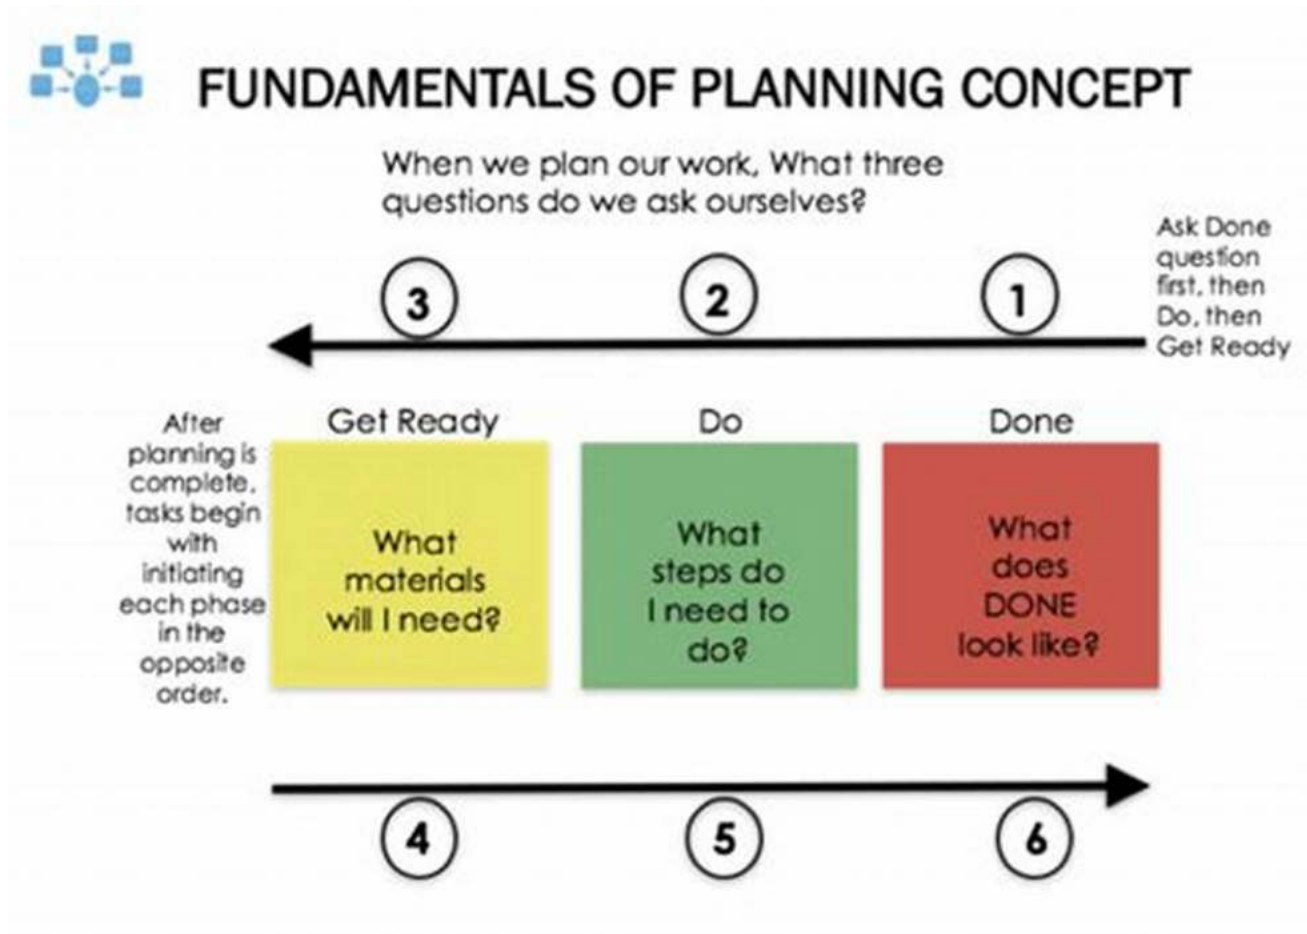 FUNDAMENTALS OF PLANNING CONCEPT
When we plan our work, What three
questions do we ask ourselves?
Ask Done
question
first, then
Do, then
Get Ready
3
2
1
After
planning is
complete,
tasks begin
with
initiating
each phase
in the
opposite
order.
Get Ready
What
materials
will I need?
Do
What
steps do
I need to
do?
Done
What
does
DONE
look like?
4
5
6